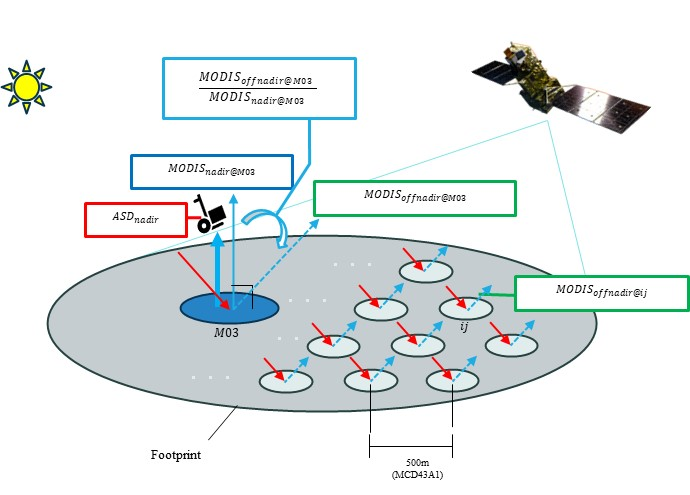 MODIS_offnadir@M03
MODIS_nadir@M03
MODIS_nadir@M03
MODIS_offnadir@M03
ASD_nadir
MODIS_offnadir@ij
M03
ij
Footprint
500m
(MCD43A1)